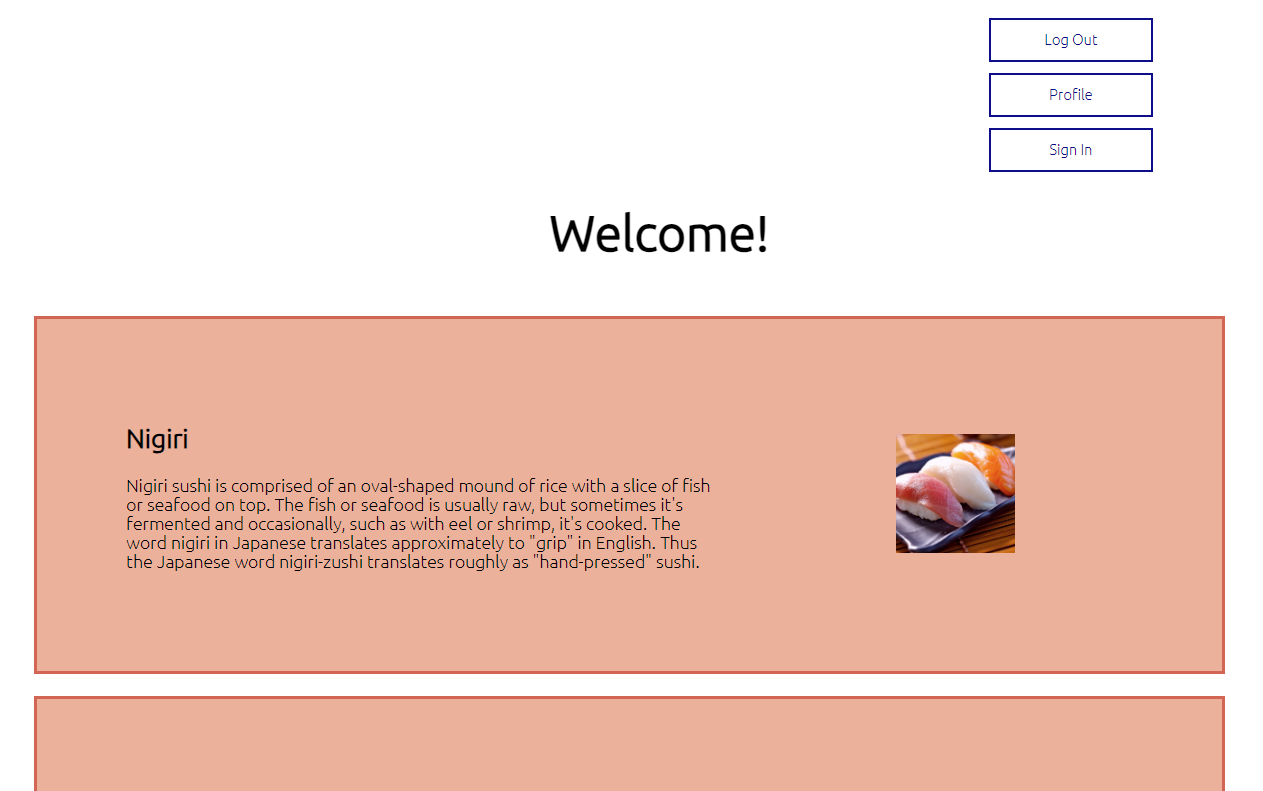 Log Out
Profile
Sign In
Welcome!
Nigiri
Nigiri sushi is comprised of an oval-shaped mound of rice with a slice of fish
or seafood on top. The fish or seafood is usually raw, but sometimes it's
fermented and occasionally, such as with eel or shrimp, it's cooked. The
word nigiri in Japanese translates approximately to "grip" in English. Thus
the Japanese word nigiri-zushi translates roughly as "hand-pressed" sushi.